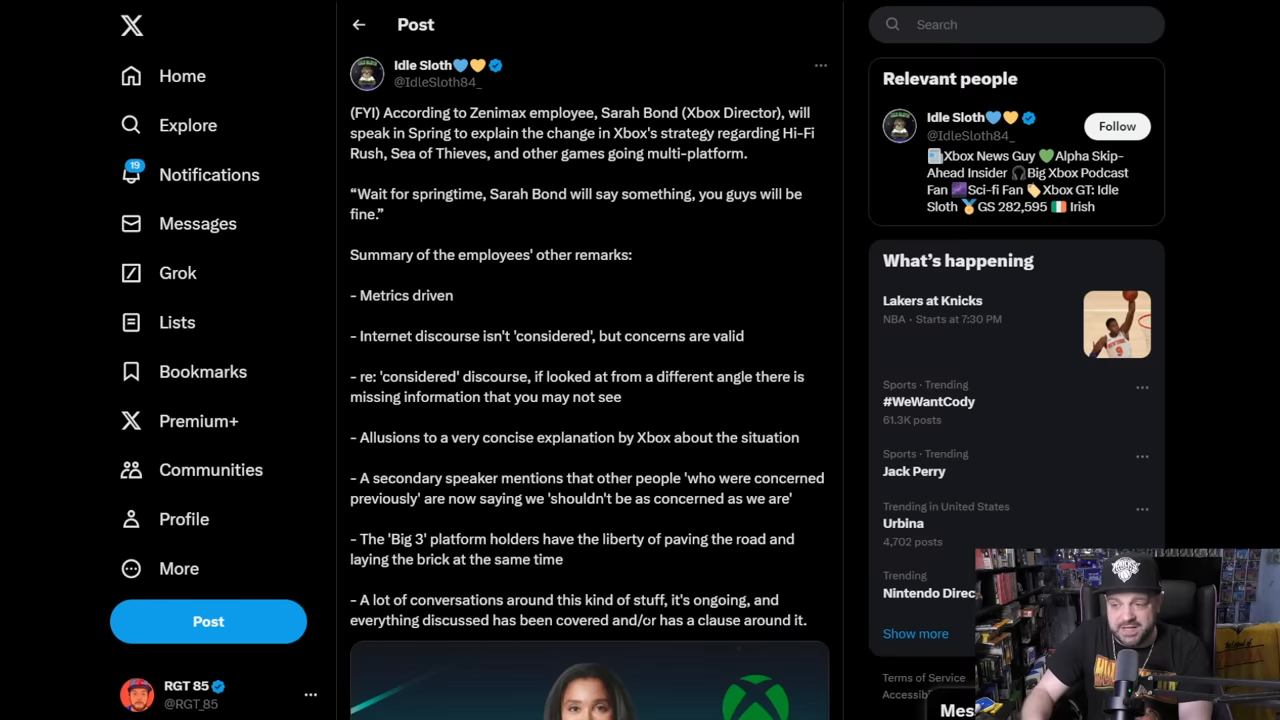 Home
Explore
19
Notifications
Messages
Grok
Lists
Bookmarks
Premium+
Communities
Profile
More
Post
RGT 85
@RGT_85
Post
Idle Sloth💙💛
@IdleSloth84_
(FYI) According to Zenimax employee, Sarah Bond (Xbox Director), will
speak in Spring to explain the change in Xbox's strategy regarding Hi-Fi
Rush, Sea of Thieves, and other games going multi-platform.
“Wait for springtime, Sarah Bond will say something, you guys will be
fine.”
Summary of the employees' other remarks:
- Metrics driven
- Internet discourse isn't 'considered', but concerns are valid
- re: 'considered' discourse, if looked at from a different angle there is
missing information that you may not see
- Allusions to a very concise explanation by Xbox about the situation
- A secondary speaker mentions that other people 'who were concerned
previously' are now saying we 'shouldn't be as concerned as we are'
- The 'Big 3' platform holders have the liberty of paving the road and
laying the brick at the same time
- A lot of conversations around this kind of stuff, it's ongoing, and
everything discussed has been covered and/or has a clause around it.
Search
Relevant people
Idle Sloth💙💛
@IdleSloth84_
Follow
📰Xbox News Guy 💚Alpha Skip-
Ahead Insider 🎧Big Xbox Podcast
Fan 🌌Sci-fi Fan 🏷️Xbox GT: Idle
Sloth 🏅GS 282,595 🇮🇪 Irish
What’s happening
Lakers at Knicks
NBA · Starts at 7:30 PM
Sports · Trending
#WeWantCody
61.3K posts
Sports · Trending
Jack Perry
Trending in United States
Urbina
4,702 posts
Trending
Nintendo Direc
Show more
Terms of Service
Accessib
Mes